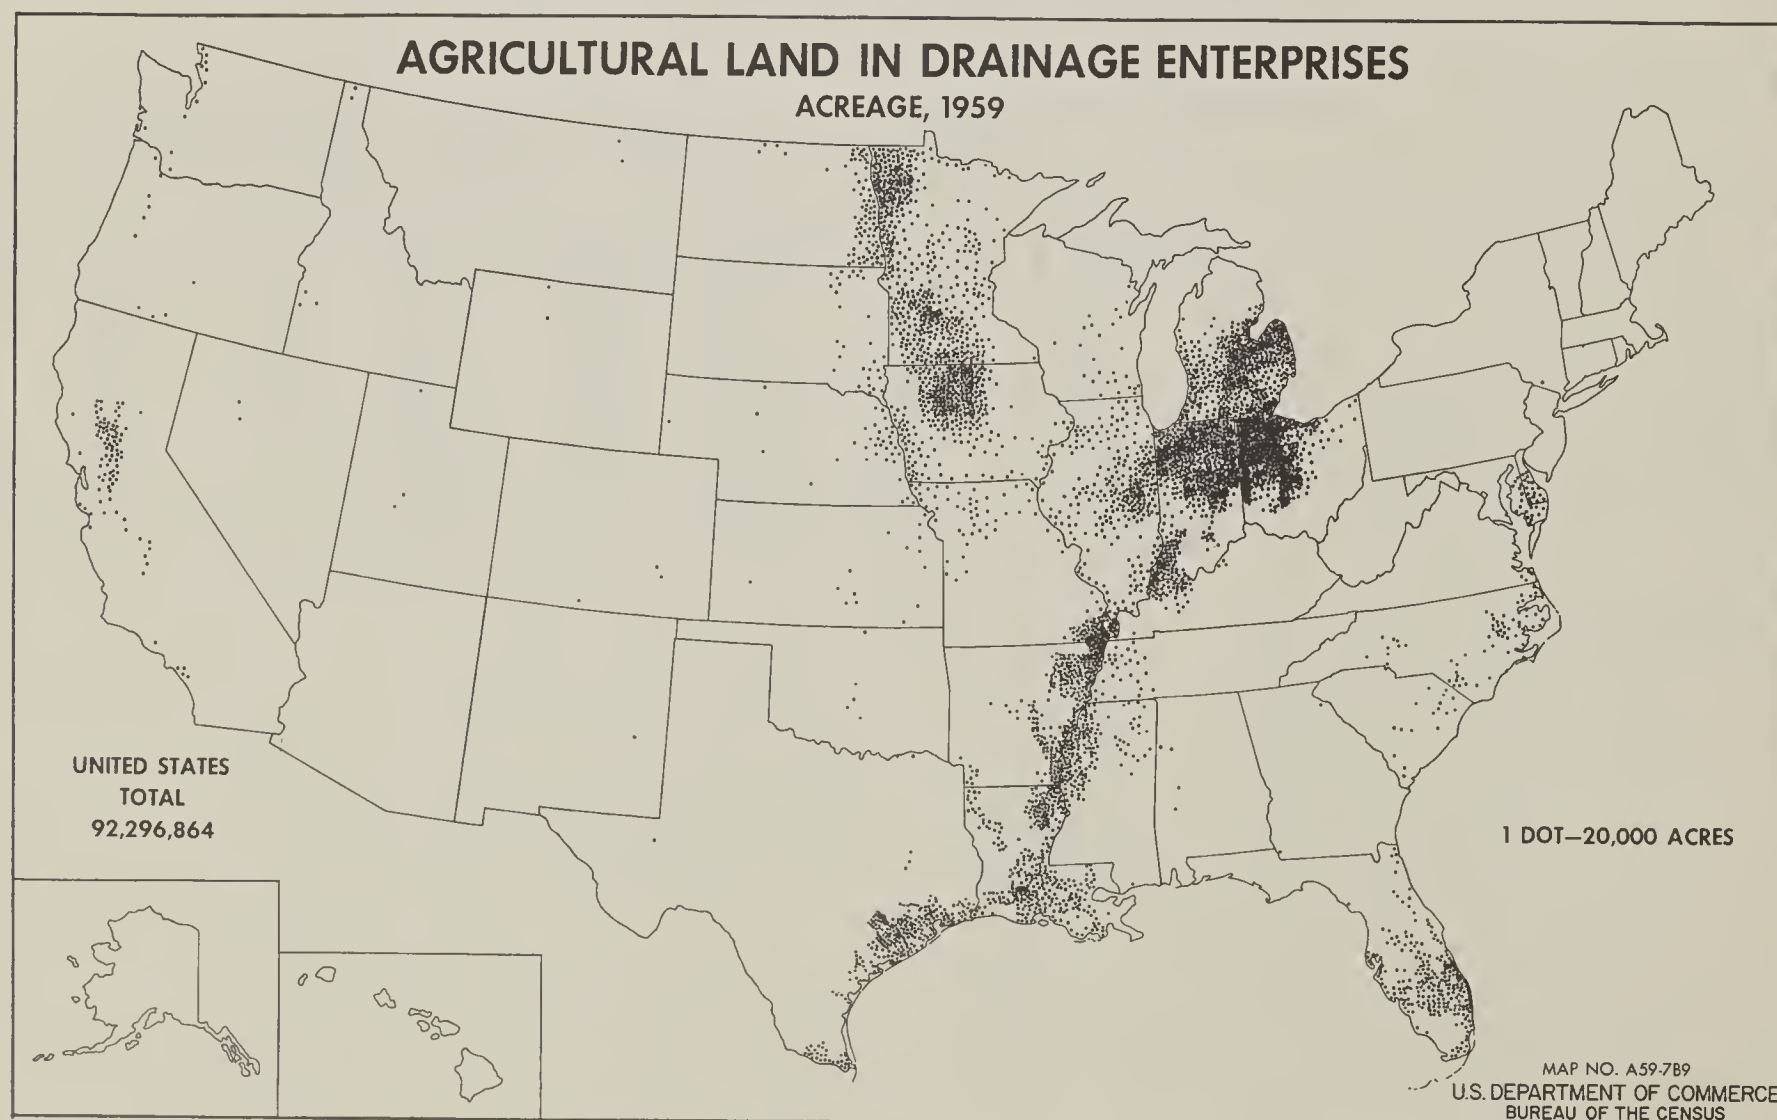 AGRICULTURAL LAND IN DRAINAGE ENTERPRISES
ACREAGE, 1959
UNITED STATES
TOTAL
92,296,864
1 DOT—20,000 ACRES
MAP NO. A59-7B9
U.S. DEPARTMENT OF COMMERCE
BUREAU OF THE CENSUS